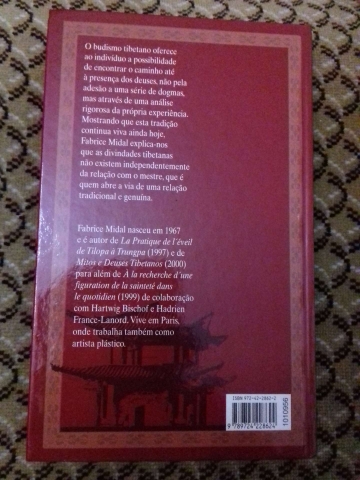 O budismo tibetano oferece
ao indivíduo a possibilidade
de encontrar o caminho até
à presença dos deuses, não pela
adesão a uma série de dogmas,
mas através de uma análise
rigorosa da própria experiência.
Mostrando que esta tradição
continua viva ainda hoje,
Fabrice Midal explica-nos
que as divindades tibetanas
não existem independentemente
da relação com o mestre, que é
quem abre a via de uma relação
tradicional e genuína.
Fabrice Midal nasceu em 1967
e é autor de La Pratique de l'éveil
de Tilopa à Trungpa (1997) e de
Mitos e Deuses Tibetanos (2000)
para além de À la recherche d'une
figuration de la sainteté dans
le quotidien (1999) de colaboração
com Hartwig Bischof e Hadrien
France-Lanord. Vive em Paris,
onde trabalha também como
artista plástico.
9 789724 228624
1010956